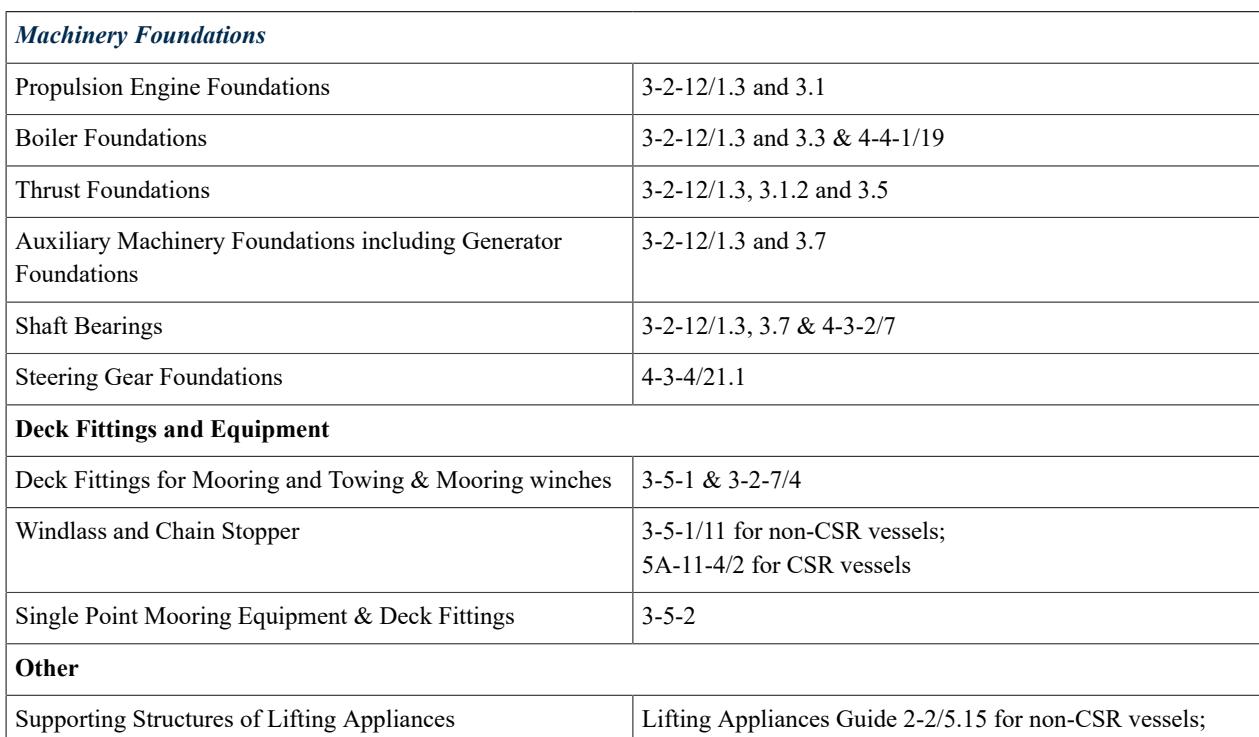 Machinery Foundations
Propulsion Engine Foundations
3-2-12/1.3 and 3.1
Boiler Foundations
3-2-12/1.3 and 3.3 & 4-4-1/19
Thrust Foundations
3-2-12/1.3, 3.1.2 and 3.5
Auxiliary Machinery Foundations including Generator
Foundations
3-2-12/1.3 and 3.7
Shaft Bearings
3-2-12/1.3, 3.7 & 4-3-2/7
Steering Gear Foundations
4-3-4/21.1
Deck Fittings and Equipment
Deck Fittings for Mooring and Towing & Mooring winches
3-5-1 & 3-2-7/4
Windlass and Chain Stopper
3-5-1/11 for non-CSR vessels;
5A-11-4/2 for CSR vessels
Single Point Mooring Equipment & Deck Fittings
3-5-2
Other
Supporting Structures of Lifting Appliances
Lifting Appliances Guide 2-2/5.15 for non-CSR vessels;